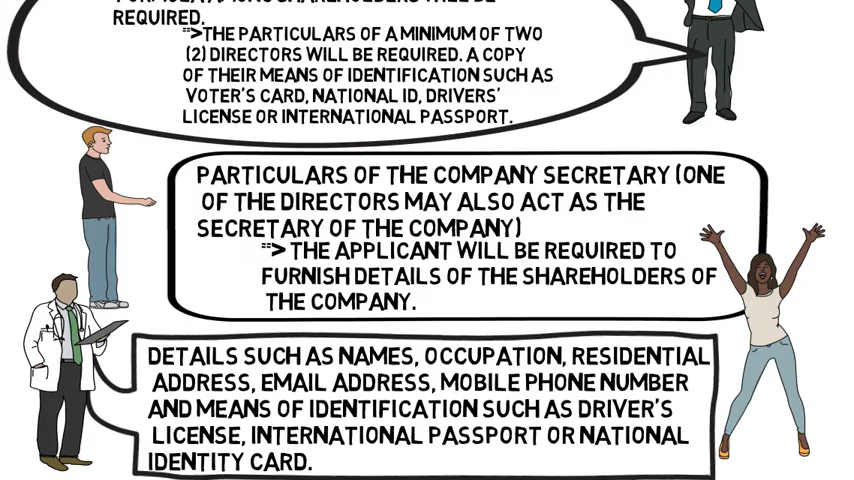 REQUIRED.
==>THE PARTICULARS OF A MINIMUM OF TWO
(2) DIRECTORS WILL BE REQUIRED. A COPY
OF THEIR MEANS OF IDENTIFICATION SUCH AS
VOTER'S CARD, NATIONAL ID, DRIVERS'
LICENSE OR INTERNATIONAL PASSPORT.
PARTICULARS OF THE COMPANY SECRETARY (ONE
OF THE DIRECTORS MAY ALSO ACT AS THE
SECRETARY OF THE COMPANY)
==> THE APPLICANT WILL BE REQUIRED TO
FURNISH DETAILS OF THE SHAREHOLDERS OF
THE COMPANY.
DETAILS SUCH AS NAMES, OCCUPATION, RESIDENTIAL
ADDRESS, EMAIL ADDRESS, MOBILE PHONE NUMBER
AND MEANS OF IDENTIFICATION SUCH AS DRIVER'S
LICENSE, INTERNATIONAL PASSPORT OR NATIONAL
IDENTITY CARD.